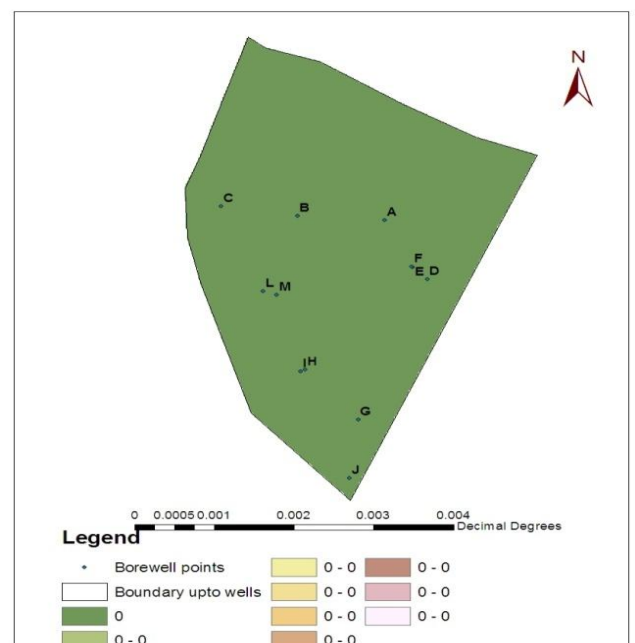 N
C
B
A
F
E D
L M
I H
G
J
0 0.0005 0.001 0.002 0.003 0.004
Decimal Degrees
Legend
Borewell points 0 - 0 0 - 0
Boundary upto wells 0 - 0 0 - 0
0 0 - 0 0 - 0
0 - 0 0 - 0